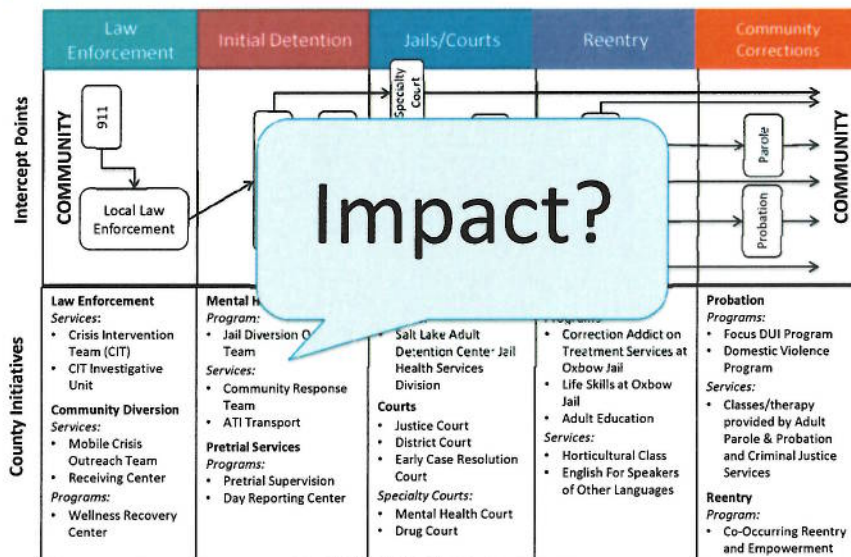 Law
Enforcement
Initial Detention
Jails/Courts
Reentry
Community
Corrections
Intercept Points
COMMUNITY
911
Local Law
Enforcement
Specialty
Court
Impact?
Parole
Probation
COMMUNITY
County Initiatives
Law Enforcement
Services:
• Crisis Intervention
Team (CIT)
• CIT Investigative
Unit
Community Diversion
Services:
• Mobile Crisis
Outreach Team
• Receiving Center
Programs:
• Wellness Recovery
Center
Mental H
Program:
• Jail Diversion O
Team
Services:
• Community Response
Team
• ATI Transport
Pretrial Services
Programs:
• Pretrial Supervision
• Day Reporting Center
• Salt Lake Adult
Detention Center Jail
Health Services
Division
Courts
• Justice Court
• District Court
• Early Case Resolution
Court
Specialty Courts:
• Mental Health Court
• Drug Court
Programs
• Correction Addict on
Treatment Services at
Oxbow Jail
• Life Skills at Oxbow
Jail
• Adult Education
Services:
• Horticultural Class
• English For Speakers
of Other Languages
Probation
Programs:
• Focus DUI Program
• Domestic Violence
Program
Services:
• Classes/therapy
provided by Adult
Parole & Probation
and Criminal Justice
Services
Reentry
Program:
• Co-Occurring Reentry
and Empowerment